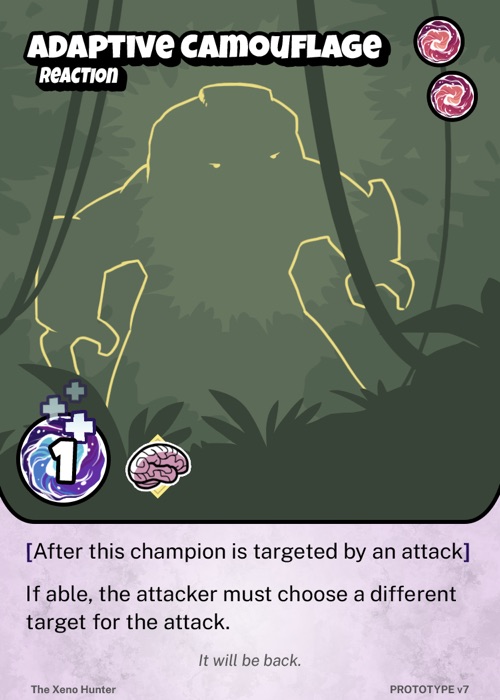 ADAPTIVE CAMOUFLAGE
REACTION
1
[After this champion is targeted by an attack]
If able, the attacker must choose a different
target for the attack.
It will be back.
The Xeno Hunter
PROTOTYPE v7